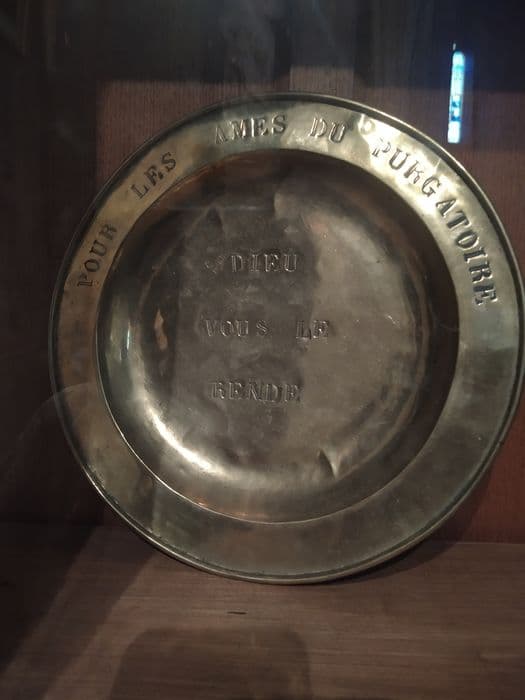 POUR LES AMES DU PURGATOIRE
DIEU
VOUS LE
RENDE